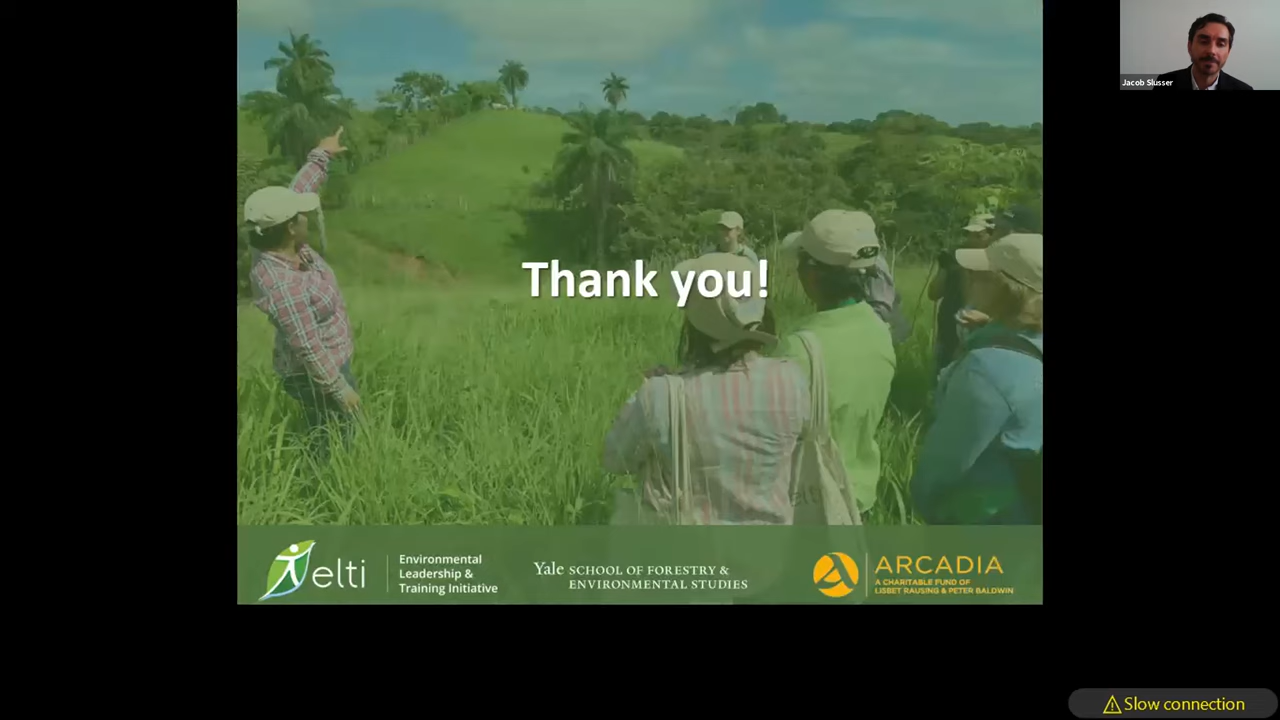 Jacob Slusser
Thank you!
elti
Environmental
Leadership &
Training Initiative
Yale SCHOOL OF FORESTRY &
ENVIRONMENTAL STUDIES
ARCADIA
A CHARITABLE FUND OF
LISBET RAUSING & PETER BALDWIN
Slow connection